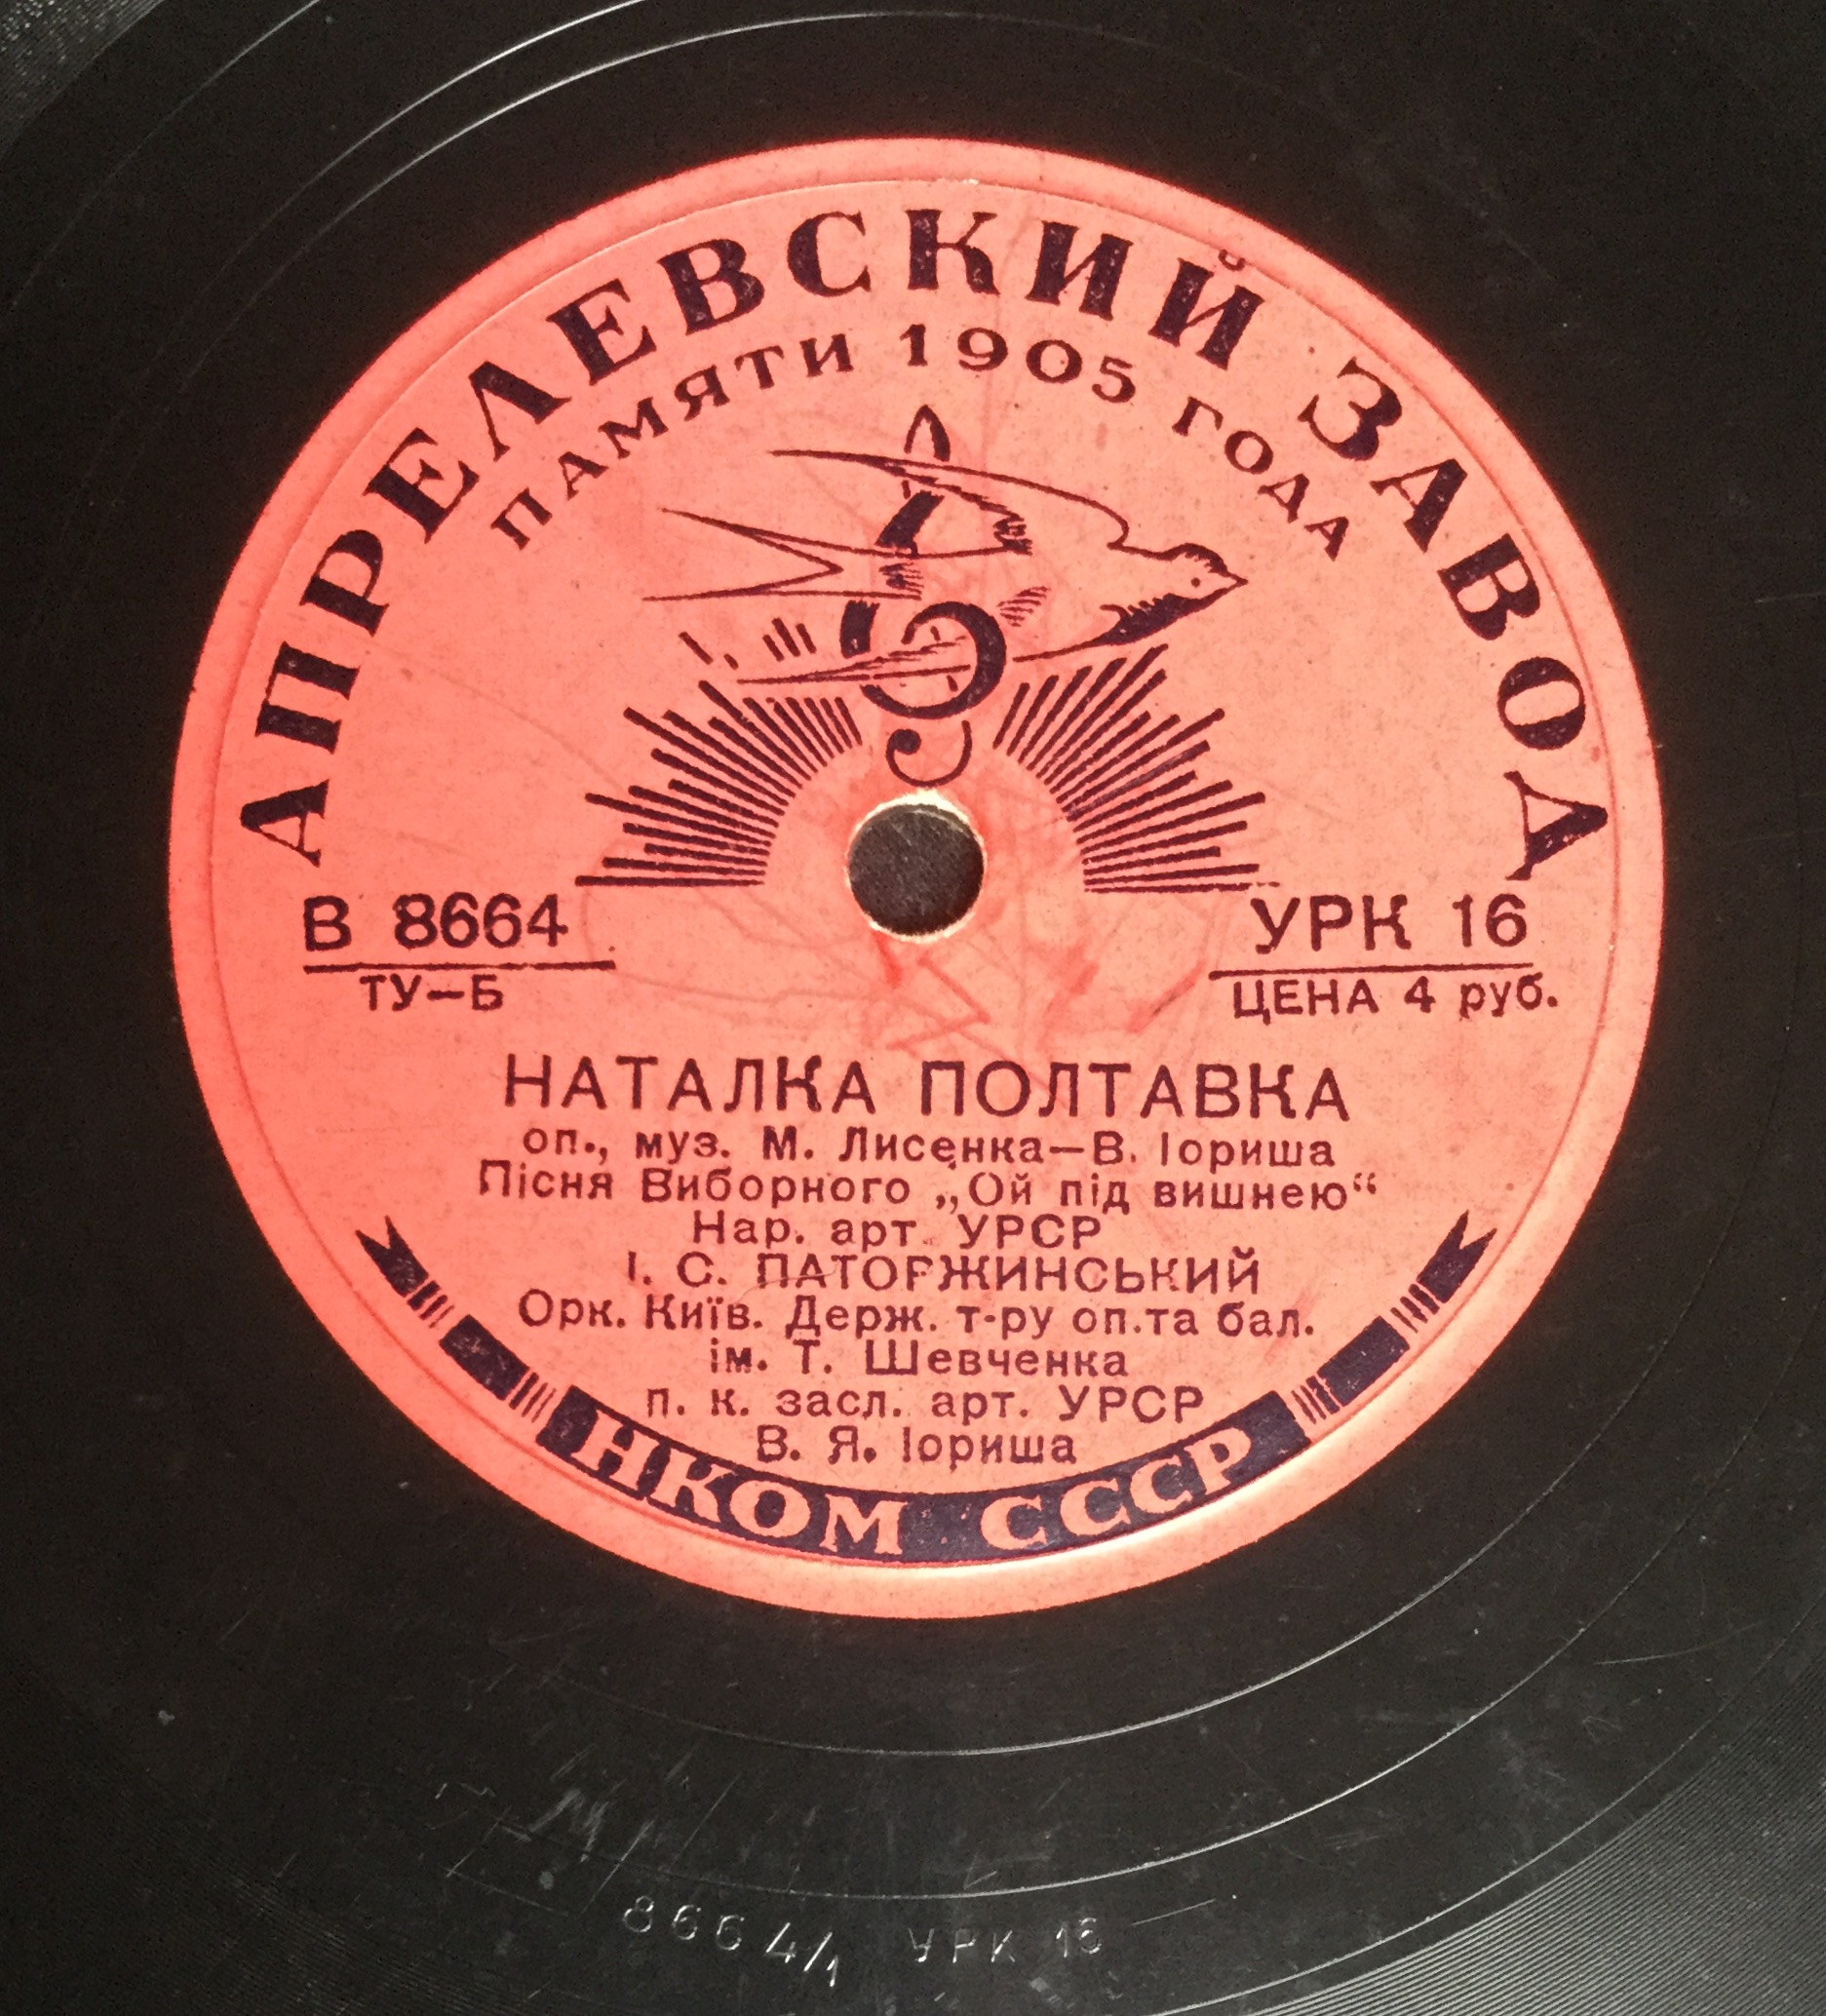 АПРЕЛЕВСКИЙ ЗАВОД
ПАМЯТИ 1905 ГОДА
В 8664
ТУ—Б
УРК 16
ЦЕНА 4 руб.
НАТАЛКА ПОЛТАВКА
оп., муз. М. Лисенка—В. Іориша
Пісня Виборного „Ой під вишнею“
Нар. арт. УРСР
І. С. ПАТОРЖИНСЬКИЙ
Орк. Київ. Держ. т-ру оп.та бал.
ім. Т. Шевченка
п. к. засл. арт. УРСР
В. Я. Іориша
НКОМ СССР
8664/1 УРК 16